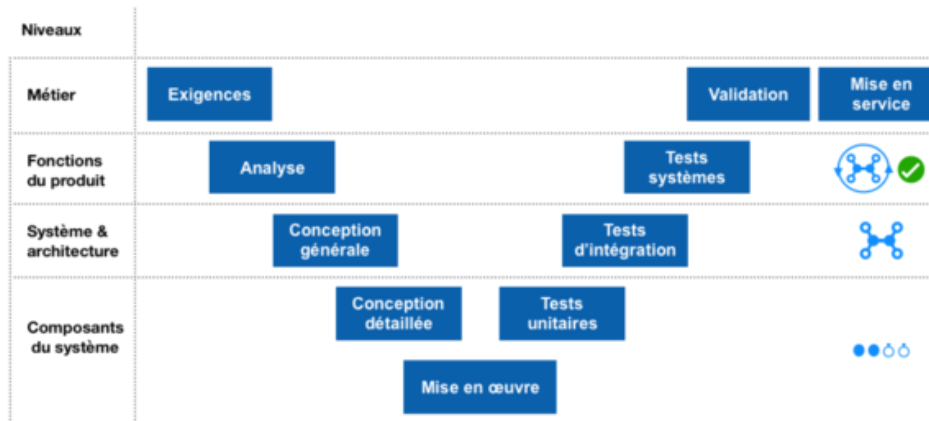 Niveaux
Métier
Exigences
Validation
Mise en
service
Fonctions
du produit
Analyse
Tests
systèmes
Système &
architecture
Conception
générale
Tests
d'intégration
Composants
du système
Conception
détaillée
Tests
unitaires
Mise en œuvre